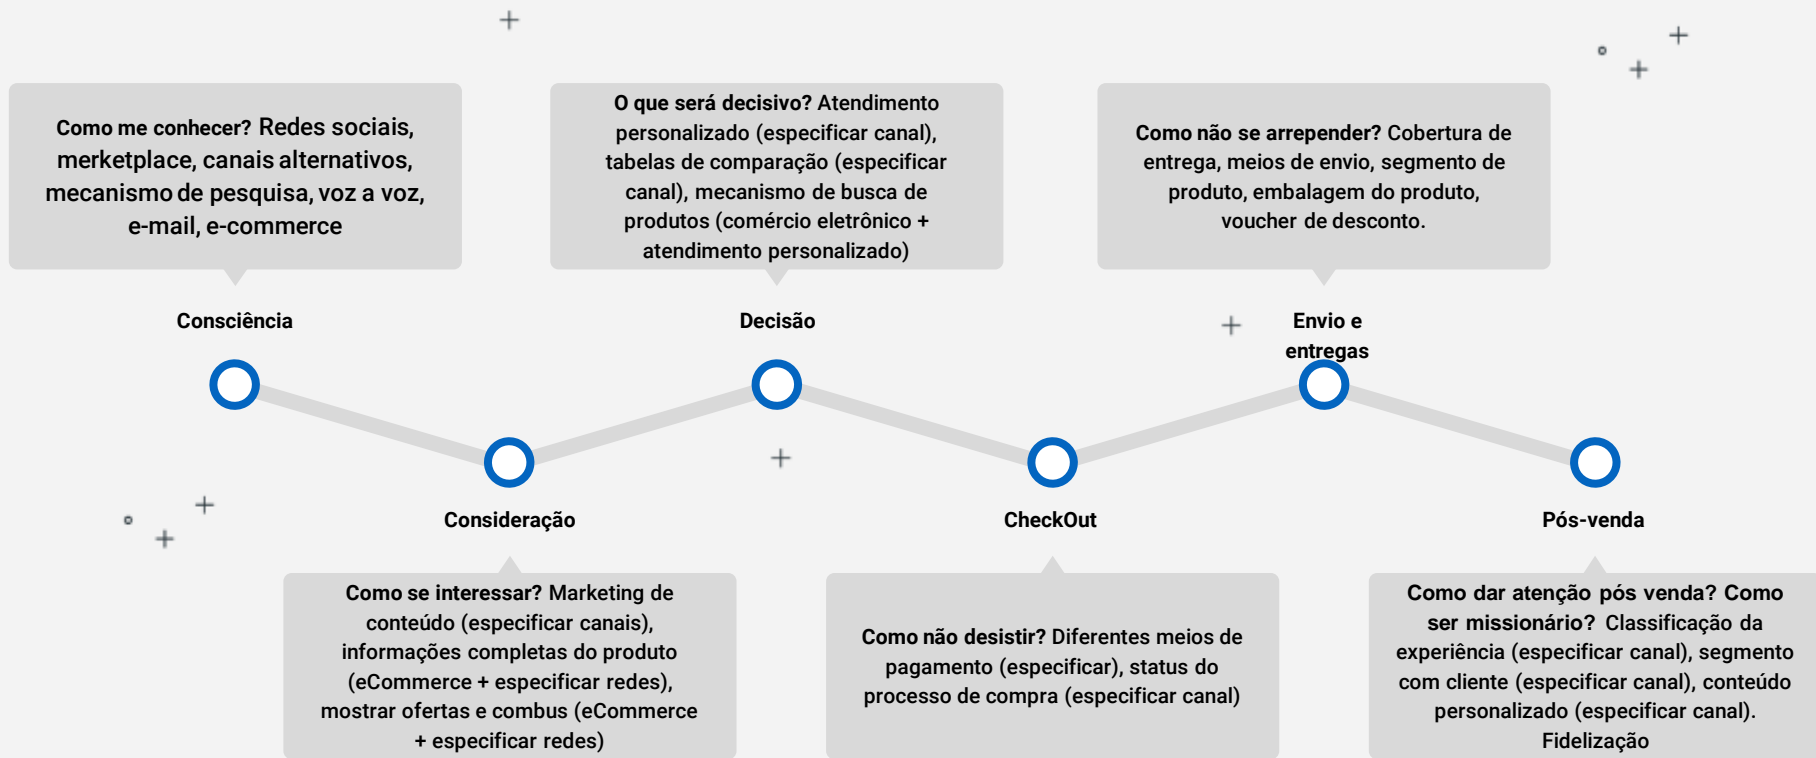 Como me conhecer? Redes sociais,
merketplace, canais alternativos,
mecanismo de pesquisa, voz a voz,
e-mail, e-commerce
Consciência
Como se interessar? Marketing de
conteúdo (especificar canais),
informações completas do produto
(eCommerce + especificar redes),
mostrar ofertas e combus (eCommerce
+ especificar redes)
Consideração
O que será decisivo? Atendimento
personalizado (especificar canal),
tabelas de comparação (especificar
canal), mecanismo de busca de
produtos (comércio eletrônico +
atendimento personalizado)
Decisão
CheckOut
Como não desistir? Diferentes meios de
pagamento (especificar), status do
processo de compra (especificar canal)
Como não se arrepender? Cobertura de
entrega, meios de envio, segmento de
produto, embalagem do produto,
voucher de desconto.
Envio e
entregas
Pós-venda
Como dar atenção pós venda? Como
ser missionário? Classificação da
experiência (especificar canal), segmento
com cliente (especificar canal), conteúdo
personalizado (especificar canal).
Fidelização